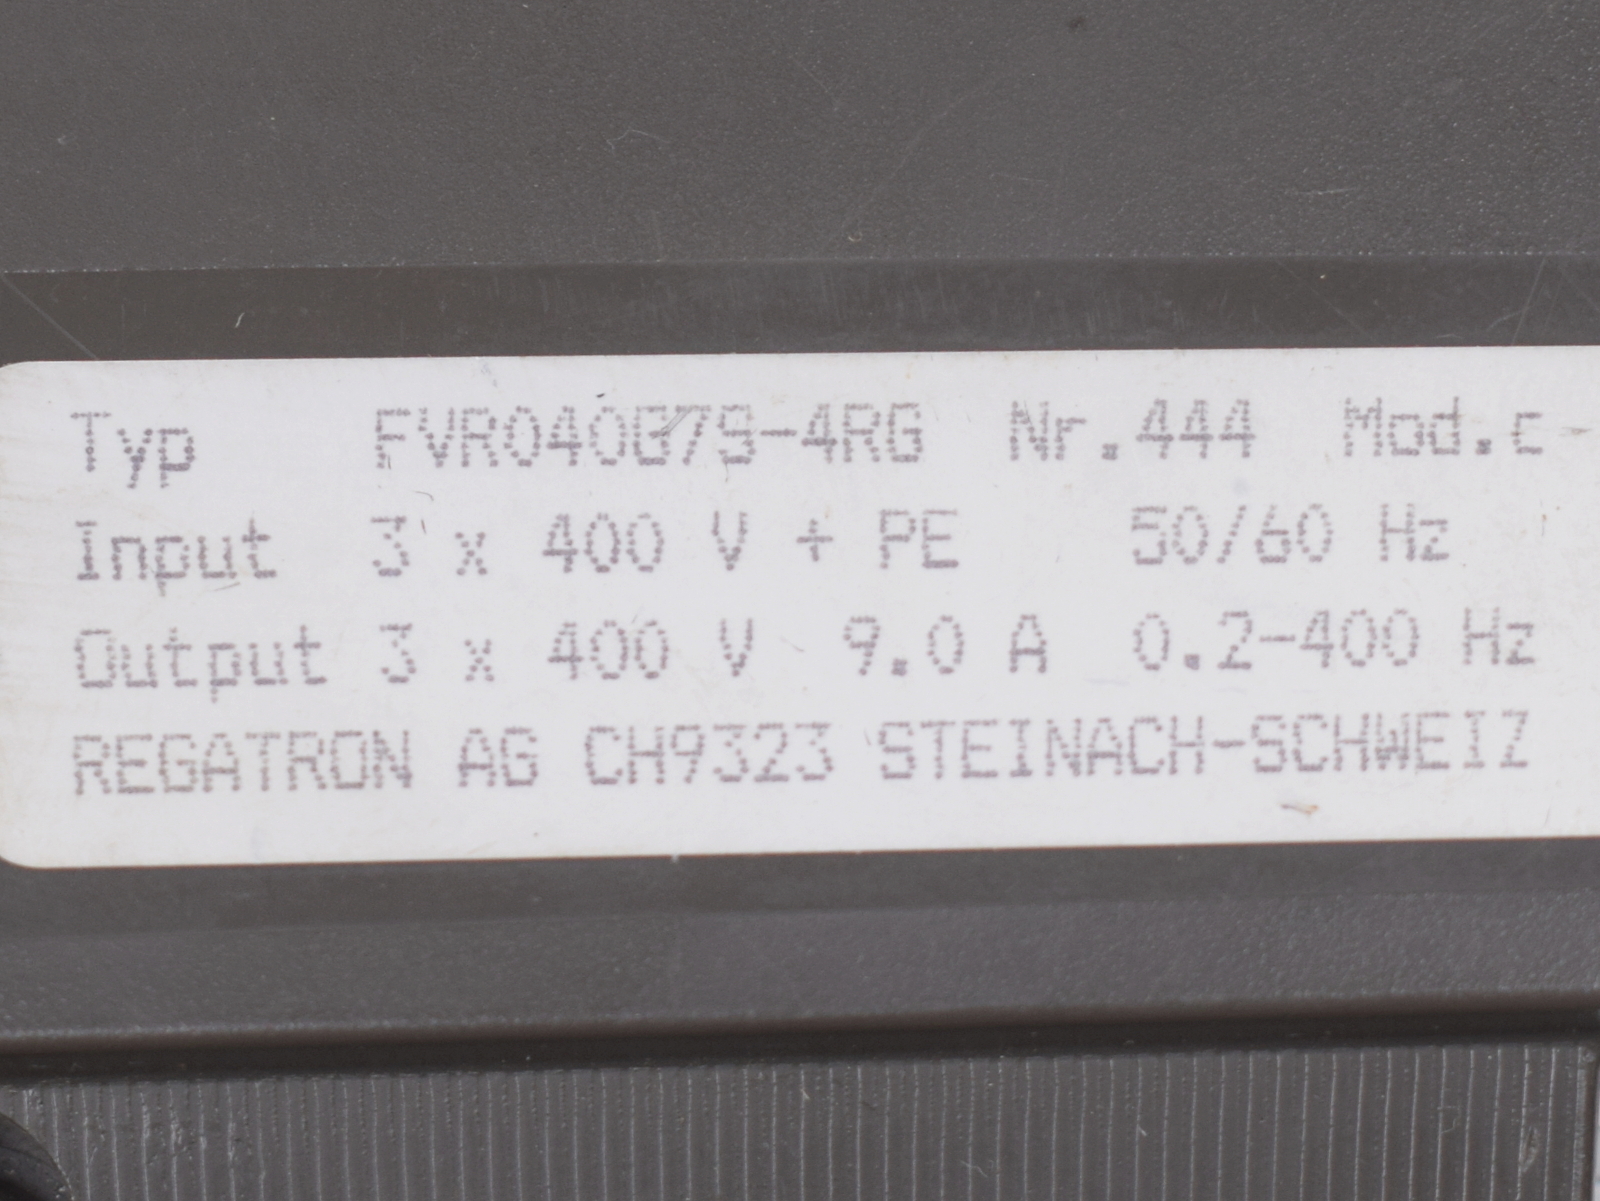 Typ FVR040G7S-4RG Nr.444 Mod.
Input 3 x 400 V + PE 50/60 Hz
Output 3 x 400 V 9.0 A 0.2-400 Hz
REGATRON AG CH9323 STEINACH-SCHWEIZ